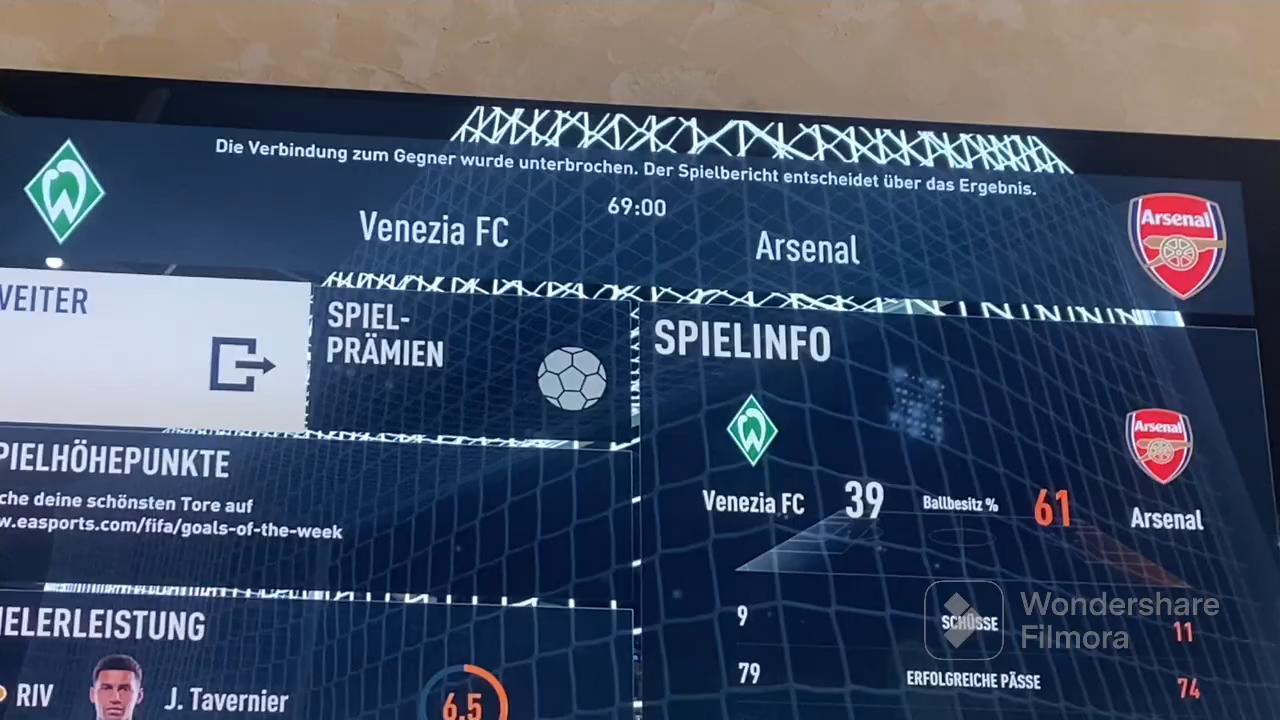 Die Verbindung zum Gegner wurde unterbrochen. Der Spielbericht entscheidet über das Ergebnis.
69:00
Venezia FC
Arsenal
Arsenal
WEITER
SPIEL-
PRÄMIEN
SPIELINFO
Arsenal
Venezia FC 39 Ballbesitz % 61 Arsenal
9 SCHÜSSE 11
79 ERFOLGREICHE PÄSSE 74
PIELHÖHEPUNKTE
che deine schönsten Tore auf
w.easports.com/fifa/goals-of-the-week
IELERLEISTUNG
RIV J. Tavernier 6.5
Wondershare
Filmora